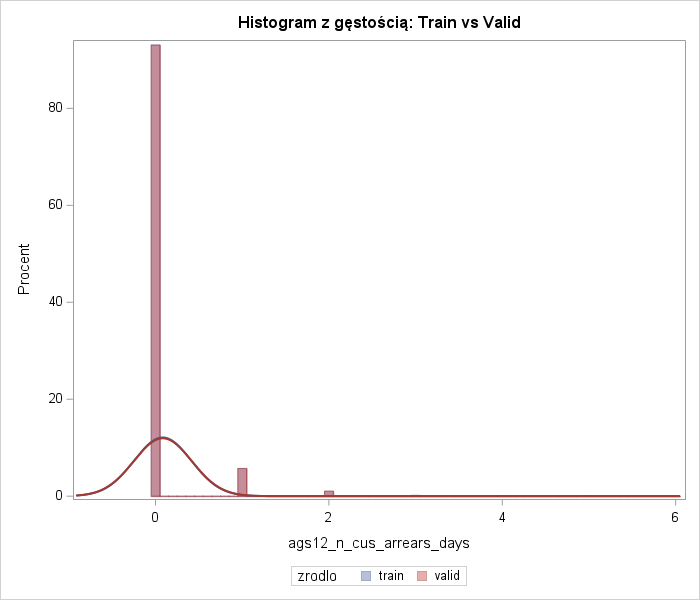 Histogram z gęstością: Train vs Valid
Procent
80
60
40
20
0
0 2 4 6
ags12_n_cus_arrears_days
zrodlo train valid